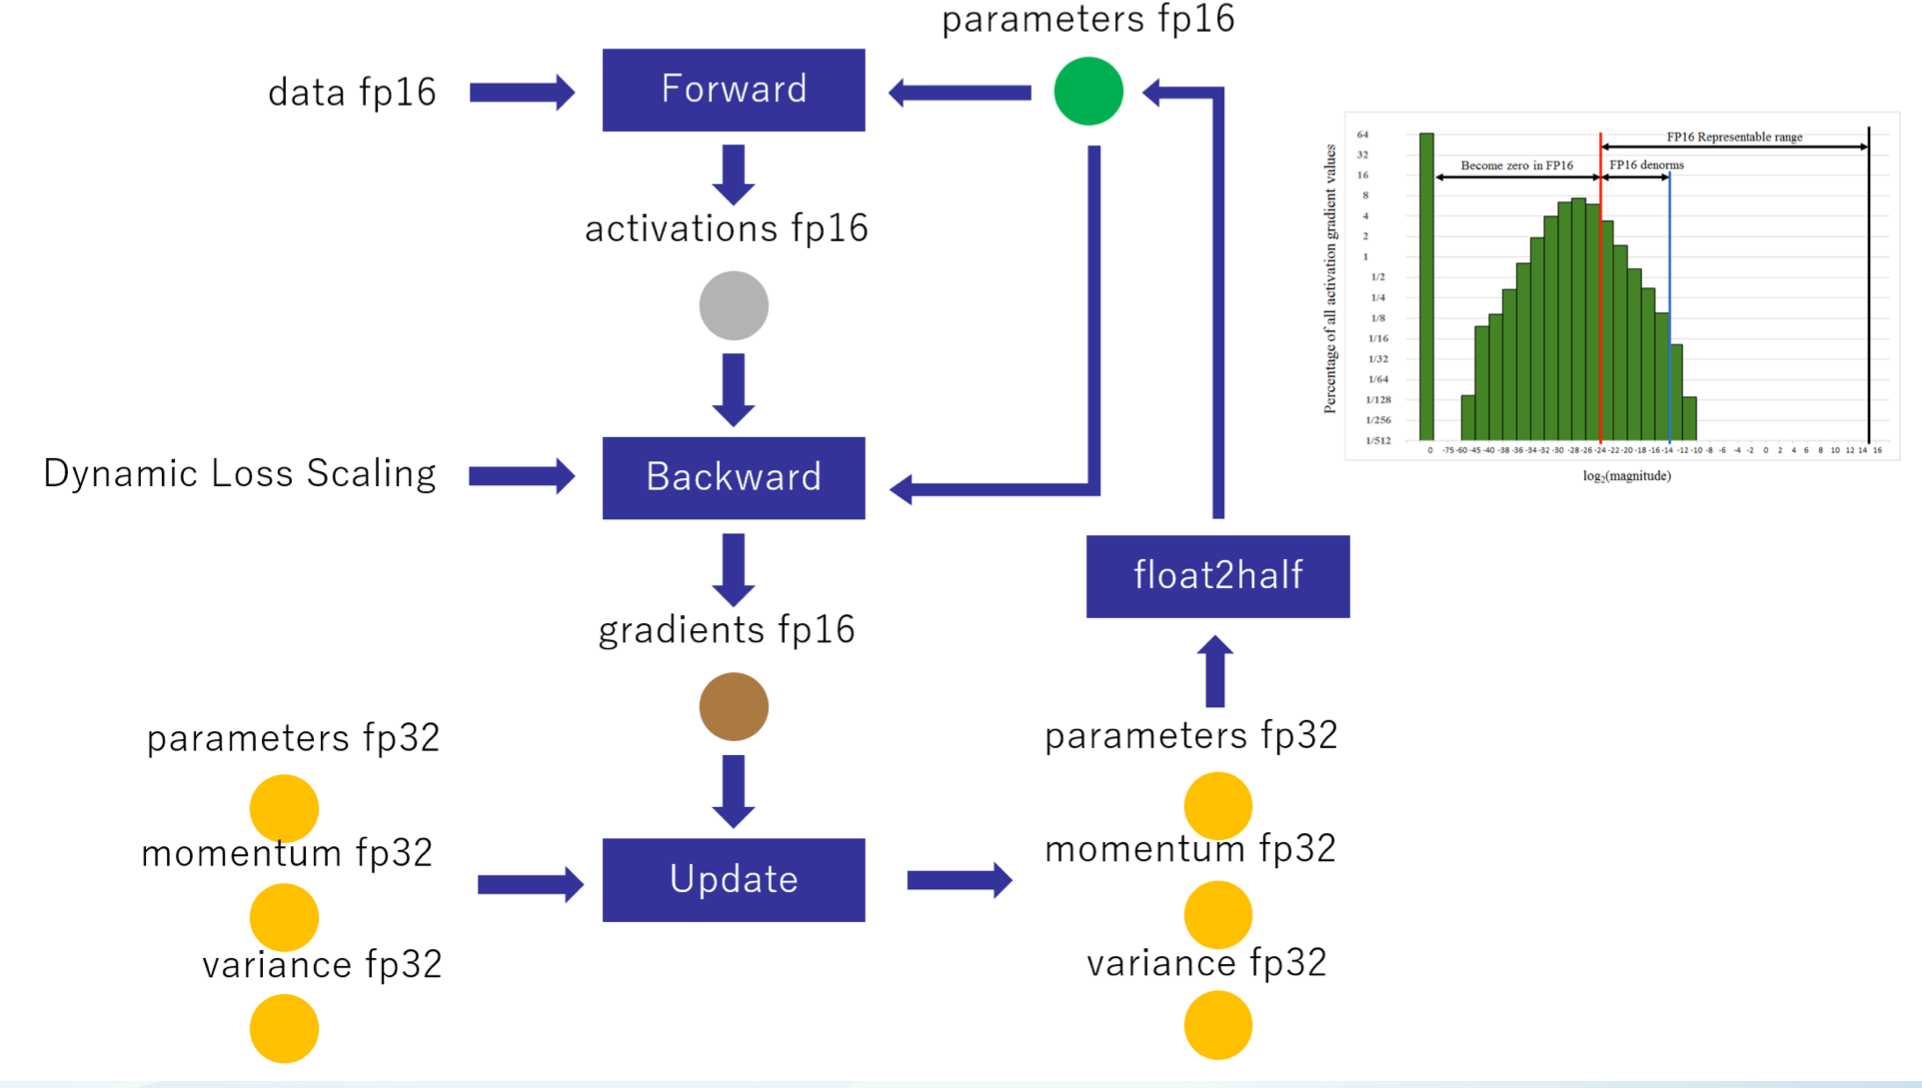 parameters fp16
data fp16
Forward
activations fp16
Dynamic Loss Scaling
Backward
float2half
gradients fp16
parameters fp32
momentum fp32
variance fp32
Update
parameters fp32
momentum fp32
variance fp32
Percentage of all activation gradient values
64
32
16
8
4
2
1
1/2
1/4
1/8
1/16
1/32
1/64
1/128
1/256
1/512
FP16 Representable range
Become zero in FP16
FP16 denorms
0 -75 -60 -45 -40 -38 -36 -34 -32 -30 -28 -26 -24 -22 -20 -18 -16 -14 -12 -10 -8 -6 -4 -2 0 2 4 6 8 10 12 14 16
log₂(magnitude)